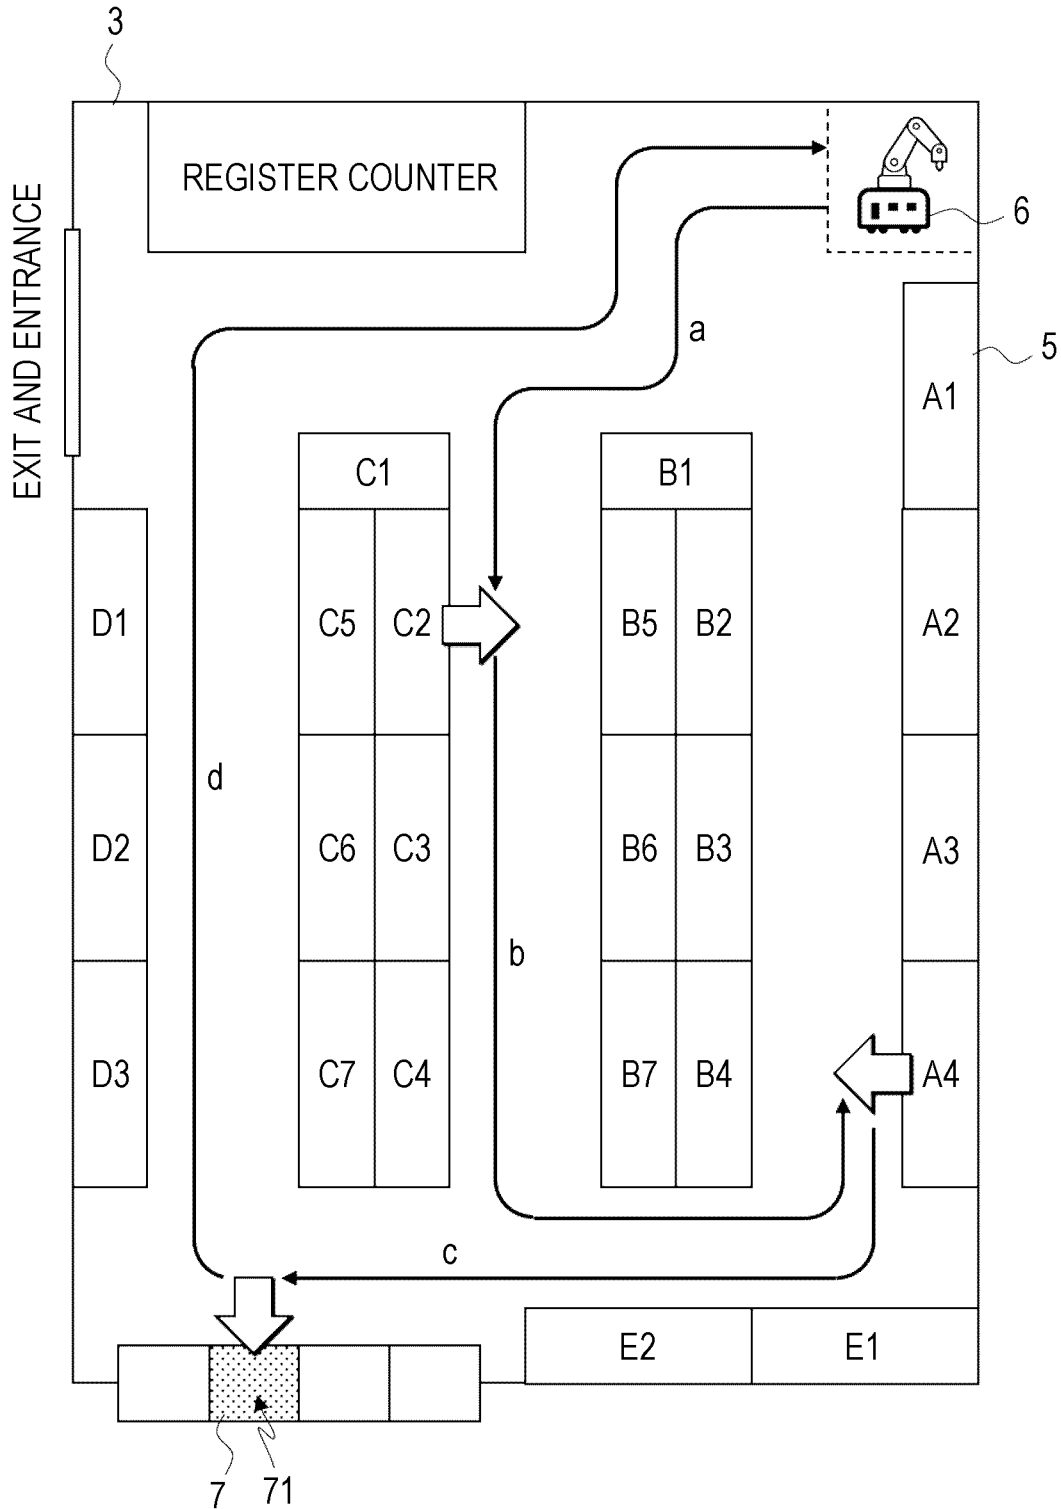 3
REGISTER COUNTER
6
EXIT AND ENTRANCE
a
5
A1
C1
B1
D1
C5
C2
B5
B2
A2
d
D2
C6
C3
B6
B3
A3
b
D3
C7
C4
B7
B4
A4
c
E2
E1
7
71